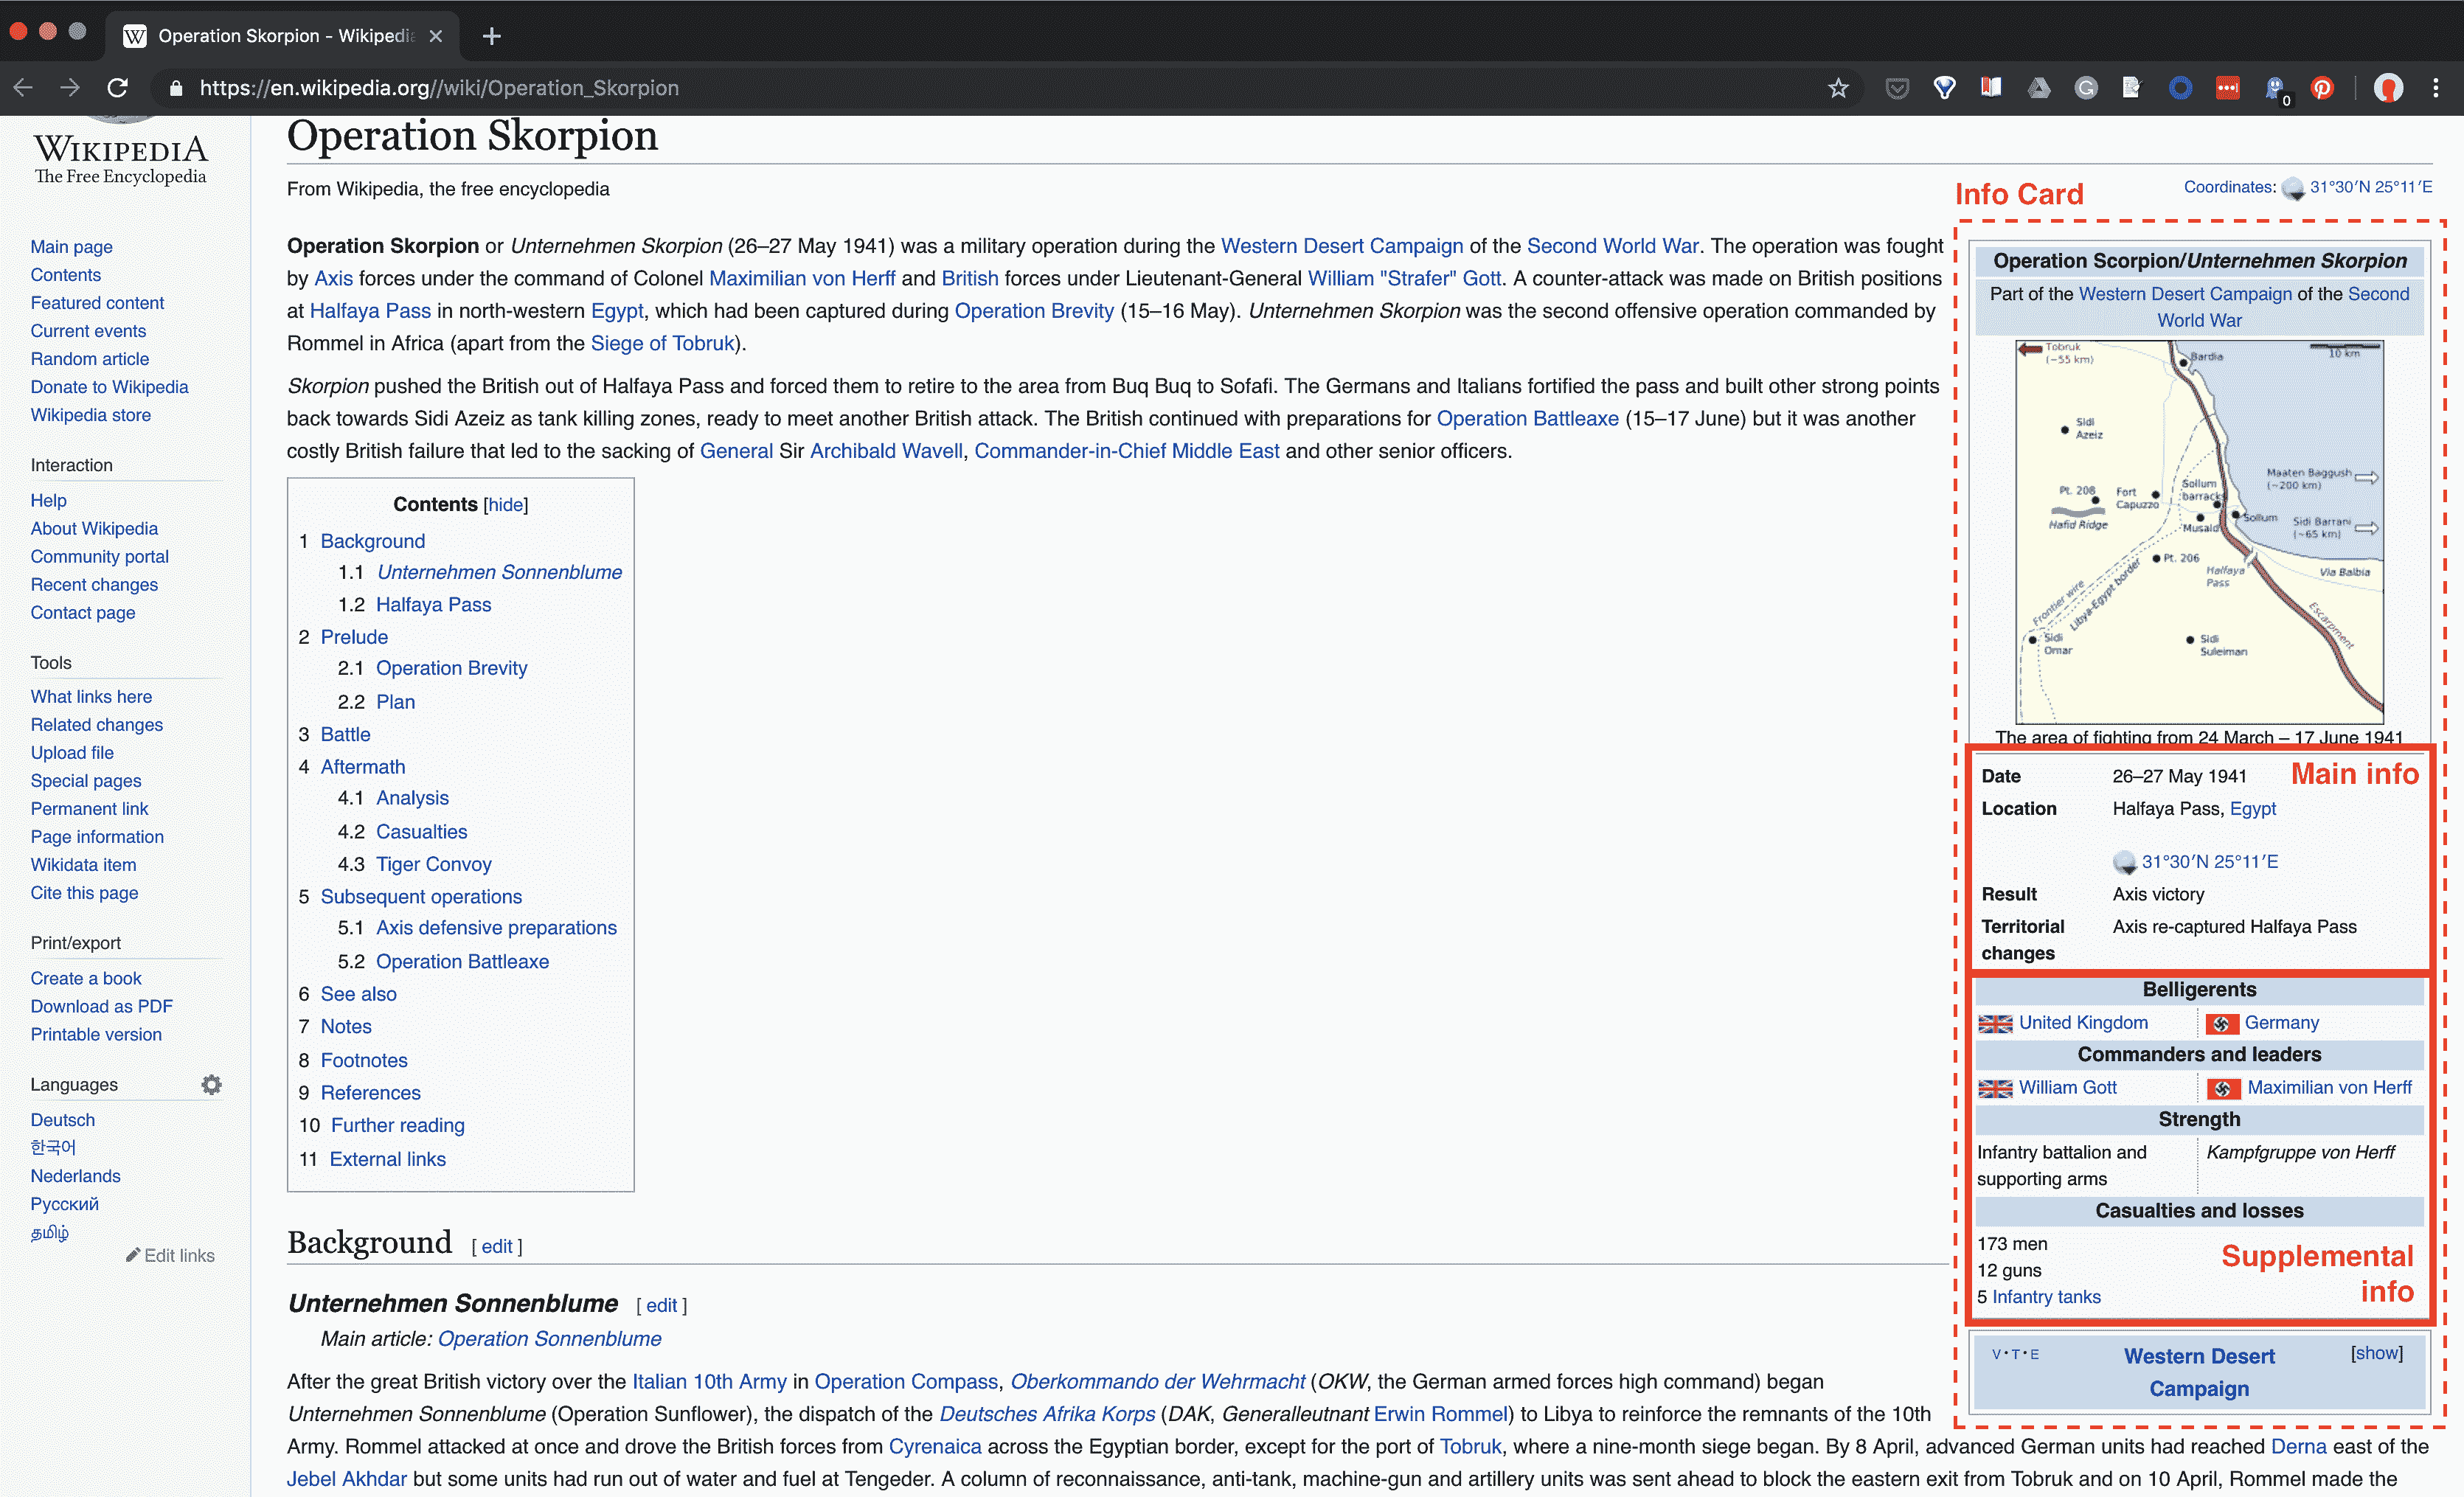 Operation Skorpion - Wikipedia
https://en.wikipedia.org//wiki/Operation_Skorpion
0
WIKIPEDIA
The Free Encyclopedia
Main page
Contents
Featured content
Current events
Random article
Donate to Wikipedia
Wikipedia store
Interaction
Help
About Wikipedia
Community portal
Recent changes
Contact page
Tools
What links here
Related changes
Upload file
Special pages
Permanent link
Page information
Wikidata item
Cite this page
Print/export
Create a book
Download as PDF
Printable version
Languages
Deutsch
한국어
Nederlands
Русский
தமிழ்
Edit links
Operation Skorpion
From Wikipedia, the free encyclopedia
Coordinates: 31°30′N 25°11′E
Operation Skorpion or Unternehmen Skorpion (26–27 May 1941) was a military operation during the Western Desert Campaign of the Second World War. The operation was fought
by Axis forces under the command of Colonel Maximilian von Herff and British forces under Lieutenant-General William "Strafer" Gott. A counter-attack was made on British positions
at Halfaya Pass in north-western Egypt, which had been captured during Operation Brevity (15–16 May). Unternehmen Skorpion was the second offensive operation commanded by
Rommel in Africa (apart from the Siege of Tobruk).
Skorpion pushed the British out of Halfaya Pass and forced them to retire to the area from Buq Buq to Sofafi. The Germans and Italians fortified the pass and built other strong points
back towards Sidi Azeiz as tank killing zones, ready to meet another British attack. The British continued with preparations for Operation Battleaxe (15–17 June) but it was another
costly British failure that led to the sacking of General Sir Archibald Wavell, Commander-in-Chief Middle East and other senior officers.
Contents [hide]
1 Background
1.1 Unternehmen Sonnenblume
1.2 Halfaya Pass
2 Prelude
2.1 Operation Brevity
2.2 Plan
3 Battle
4 Aftermath
4.1 Analysis
4.2 Casualties
4.3 Tiger Convoy
5 Subsequent operations
5.1 Axis defensive preparations
5.2 Operation Battleaxe
6 See also
7 Notes
8 Footnotes
9 References
10 Further reading
11 External links
Background [ edit ]
Unternehmen Sonnenblume [ edit ]
Main article: Operation Sonnenblume
After the great British victory over the Italian 10th Army in Operation Compass, Oberkommando der Wehrmacht (OKW, the German armed forces high command) began
Unternehmen Sonnenblume (Operation Sunflower), the dispatch of the Deutsches Afrika Korps (DAK, Generalleutnant Erwin Rommel) to Libya to reinforce the remnants of the 10th
Army. Rommel attacked at once and drove the British forces from Cyrenaica across the Egyptian border, except for the port of Tobruk, where a nine-month siege began. By 8 April, advanced German units had reached Derna east of the
Jebel Akhdar but some units had run out of water and fuel at Tengeder. A column of reconnaissance, anti-tank, machine-gun and artillery units was sent ahead to block the eastern exit from Tobruk and on 10 April, Rommel made the
Info Card
Operation Scorpion/Unternehmen Skorpion
Part of the Western Desert Campaign of the Second
World War
Tobruk
(~55 km)
Bardia
10 km
Sidi
Azeiz
Maaten Baggush
(~200 km)
Pt. 208
Fort
Capuzzo
Sollum
barracks
Hafid Ridge
Musaid
Sollum
Sidi Barrani
(~65 km)
Pt. 206
Halfaya
Pass
Via Balbia
Frontier wire
Libya-Egypt border
Escarpment
Sidi
Omar
Sidi
Suleiman
The area of fighting from 24 March – 17 June 1941
Main info
Date 26–27 May 1941
Location Halfaya Pass, Egypt
31°30′N 25°11′E
Result Axis victory
Territorial Axis re-captured Halfaya Pass
changes
Belligerents
United Kingdom Germany
Commanders and leaders
William Gott Maximilian von Herff
Strength
Infantry battalion and Kampfgruppe von Herff
supporting arms
Casualties and losses
173 men
12 guns
5 Infantry tanks
Supplemental
info
V • T • E Western Desert [show]
Campaign